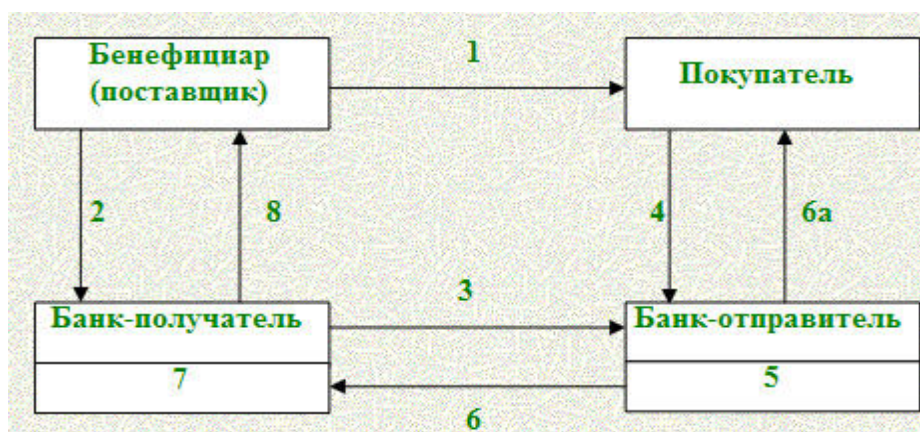 Бенефициар
(поставщик)
1
Покупатель
2
8
4
6а
3
Банк-получатель
Банк-отправитель
7
5
6